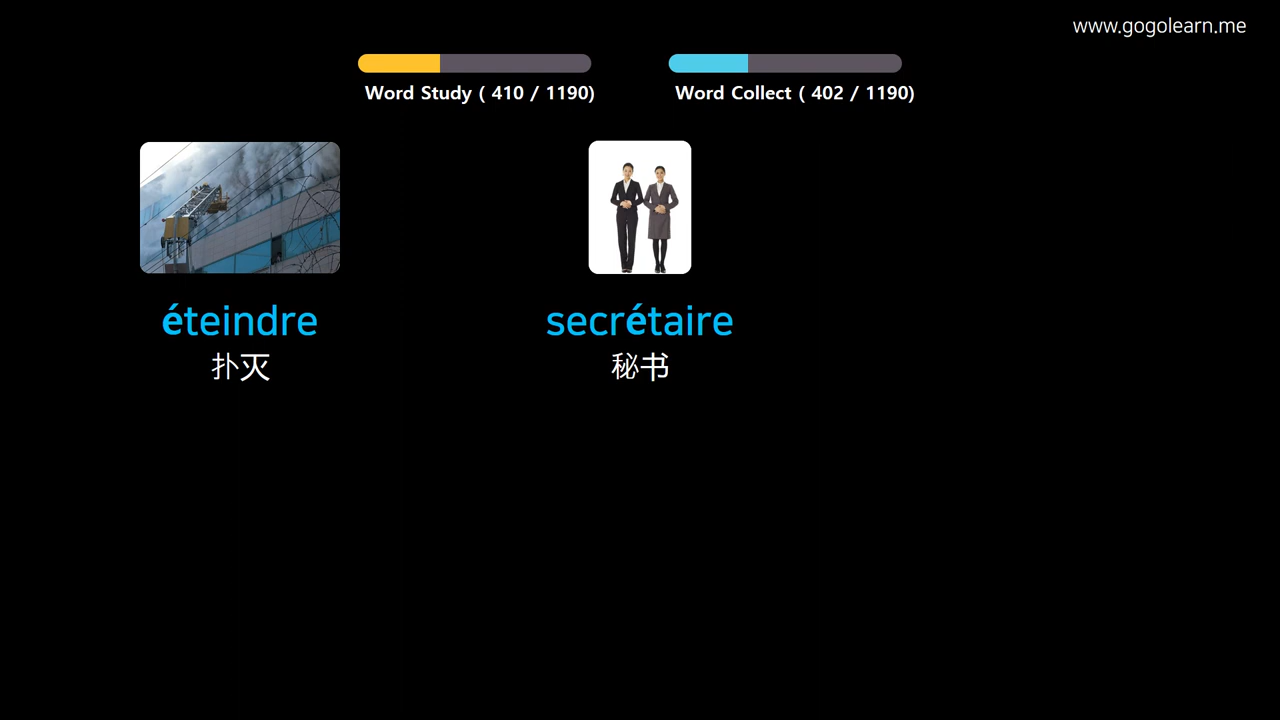 www.gogolearn.me
Word Study ( 410 / 1190)
Word Collect ( 402 / 1190)
éteindre
扑灭
secrétaire
秘书